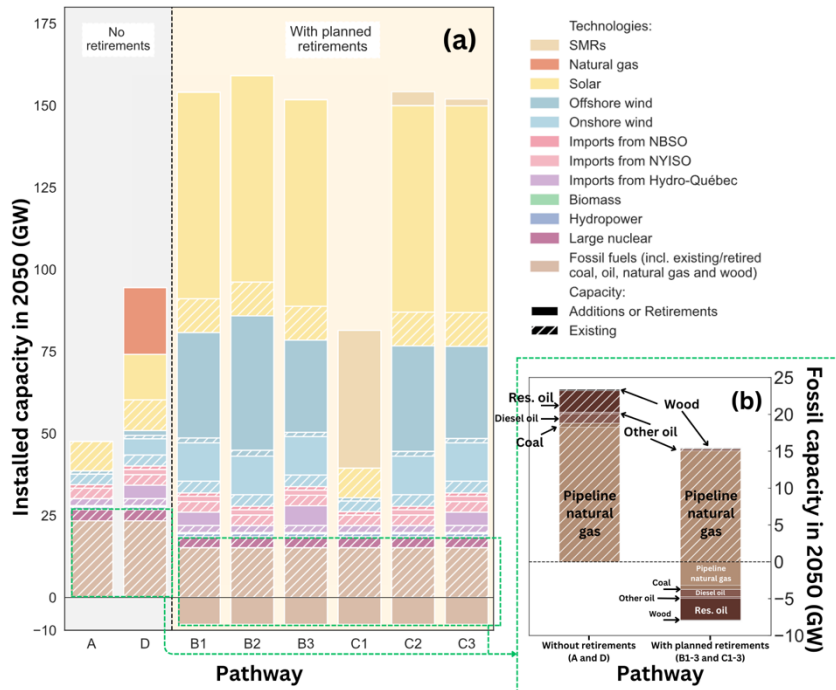 Installed capacity in 2050 (GW)
175
150
125
100
75
50
25
0
−10
No
retirements
With planned
retirements
(a)
A
D
B1
B2
B3
C1
C2
C3
Pathway
Technologies:
SMRs
Natural gas
Solar
Offshore wind
Onshore wind
Imports from NBSO
Imports from NYISO
Imports from Hydro-Québec
Biomass
Hydropower
Large nuclear
Fossil fuels (incl. existing/retired
coal, oil, natural gas and wood)
Capacity:
Additions or Retirements
Existing
(b)
Res. oil
Diesel oil
Coal
Wood
Other oil
Pipeline
natural
gas
Pipeline
natural
gas
Pipeline
natural gas
Coal
Diesel oil
Other oil
Res. oil
Wood
25
20
15
10
5
0
−5
−10
Fossil capacity in 2050 (GW)
Without retirements
(A and D)
With planned retirements
(B1-3 and C1-3)
Pathway